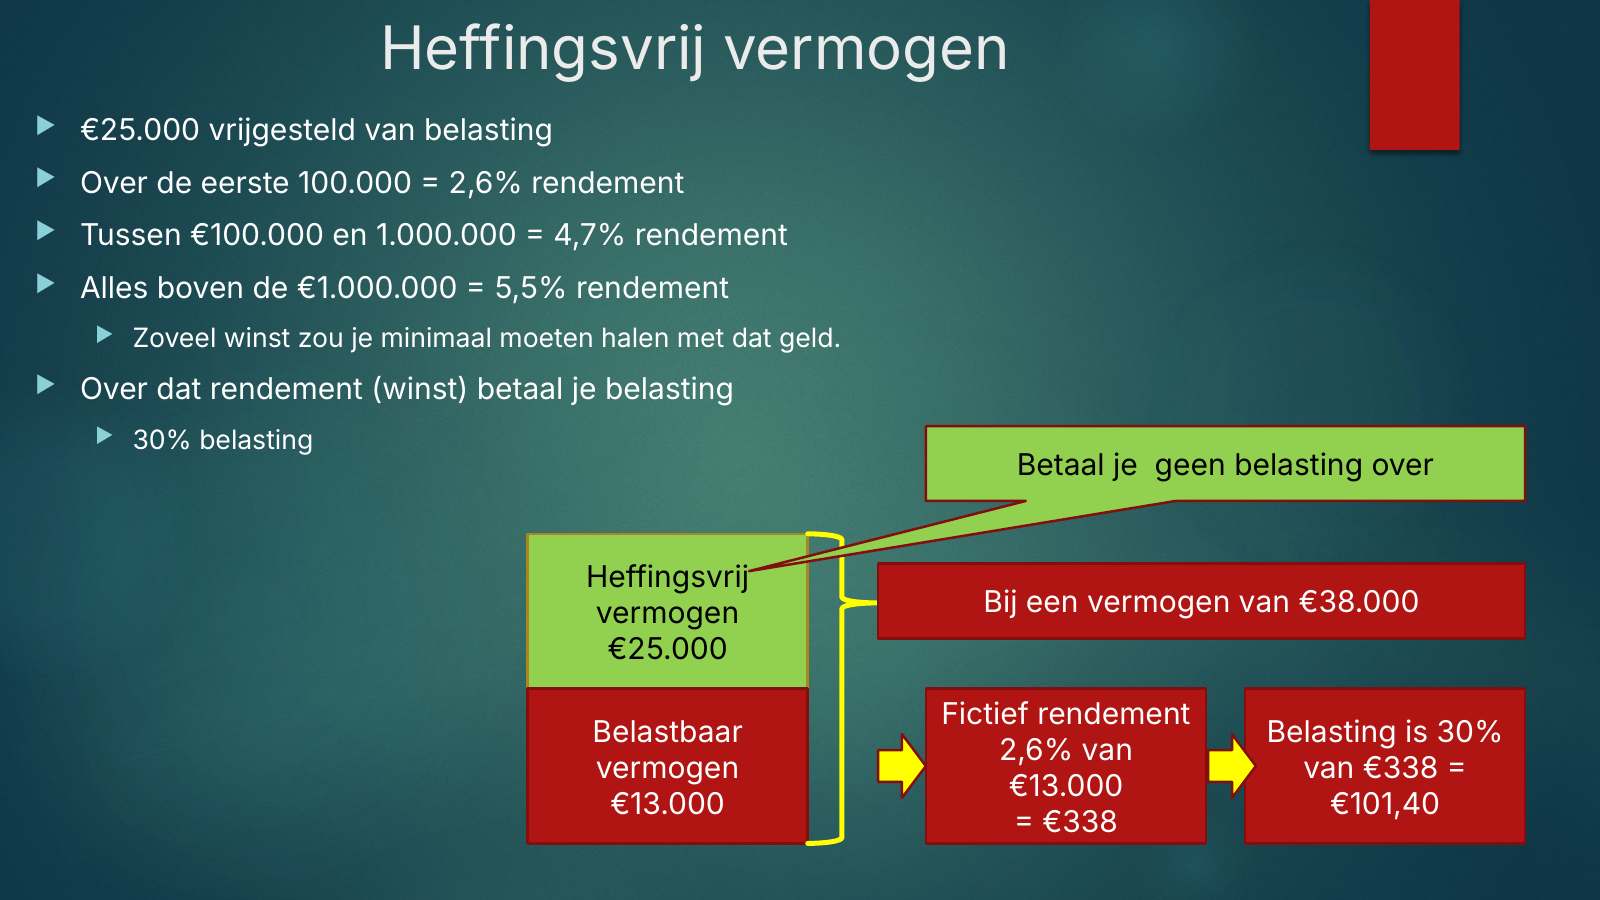 Heffingsvrij vermogen
€25.000 vrijgesteld van belasting
Over de eerste 100.000 = 2,6% rendement
Tussen €100.000 en 1.000.000 = 4,7% rendement
Alles boven de €1.000.000 = 5,5% rendement
Zoveel winst zou je minimaal moeten halen met dat geld.
Over dat rendement (winst) betaal je belasting
30% belasting
Betaal je  geen belasting over
Heffingsvrij
vermogen
€25.000
Bij een vermogen van €38.000
Belastbaar
vermogen
€13.000
Fictief rendement
2,6% van
€13.000
= €338
Belasting is 30%
van €338 =
€101,40